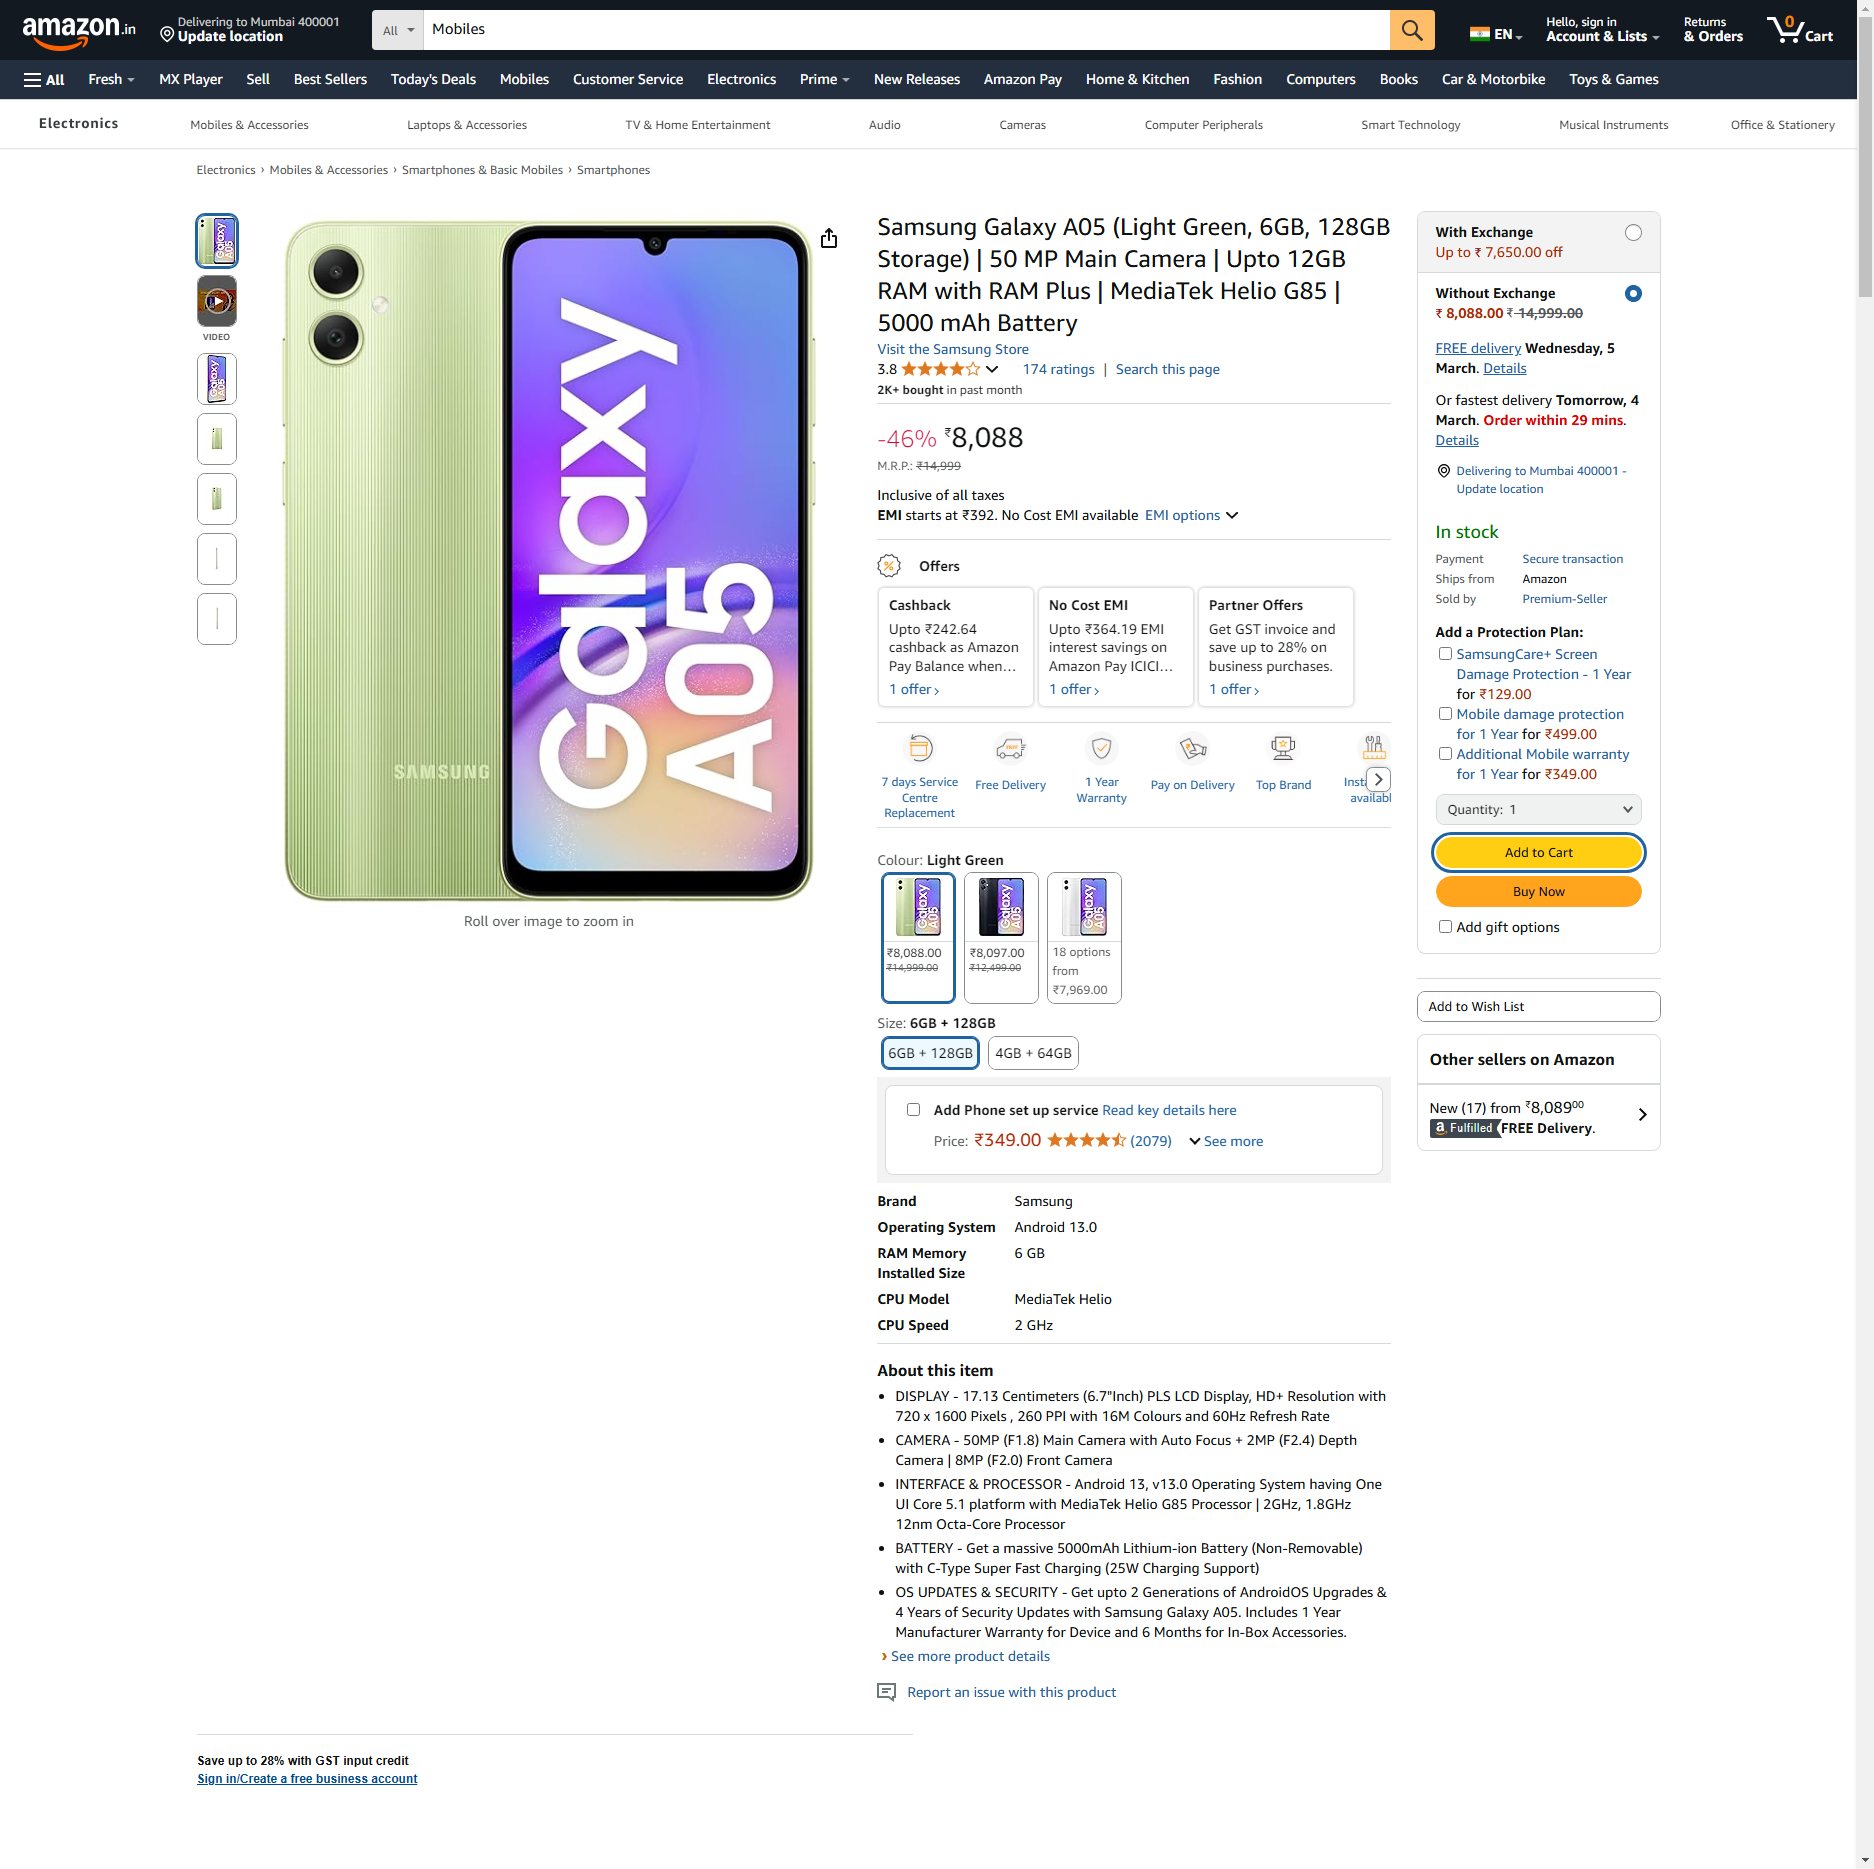 amazon.in
Delivering to Mumbai 400001
Update location
All
Mobiles
EN
Hello, sign in
Account & Lists
Returns
& Orders
0
Cart
All
Fresh
MX Player
Sell
Best Sellers
Today's Deals
Mobiles
Customer Service
Electronics
Prime
New Releases
Amazon Pay
Home & Kitchen
Fashion
Computers
Books
Car & Motorbike
Toys & Games
Electronics
Mobiles & Accessories
Laptops & Accessories
TV & Home Entertainment
Audio
Cameras
Computer Peripherals
Smart Technology
Musical Instruments
Office & Stationery
Electronics › Mobiles & Accessories › Smartphones & Basic Mobiles › Smartphones
Galaxy
A05
VIDEO
Galaxy
A05
SAMSUNG
Galaxy
A05
Roll over image to zoom in
Samsung Galaxy A05 (Light Green, 6GB, 128GB
Storage) | 50 MP Main Camera | Upto 12GB
RAM with RAM Plus | MediaTek Helio G85 |
5000 mAh Battery
Visit the Samsung Store
3.8
174 ratings | Search this page
2K+ bought in past month
-46% ₹8,088
M.R.P.: ₹14,999
Inclusive of all taxes
EMI starts at ₹392. No Cost EMI available EMI options
% Offers
Cashback
Upto ₹242.64
cashback as Amazon
Pay Balance when…
1 offer ›
No Cost EMI
Upto ₹364.19 EMI
interest savings on
Amazon Pay ICICI…
1 offer ›
Partner Offers
Get GST invoice and
save up to 28% on
business purchases.
1 offer ›
7 days Service
Centre
Replacement
FREE
Free Delivery
1 Year
Warranty
Pay on Delivery
Top Brand
Insta
availabl
Colour: Light Green
Galaxy
A05
₹8,088.00
₹14,999.00
Galaxy
A05
₹8,097.00
₹12,499.00
Galaxy
A05
18 options
from
₹7,969.00
Size: 6GB + 128GB
6GB + 128GB
4GB + 64GB
Add Phone set up service Read key details here
Price: ₹349.00 (2079) See more
Brand Samsung
Operating System Android 13.0
RAM Memory 6 GB
Installed Size
CPU Model MediaTek Helio
CPU Speed 2 GHz
About this item
• DISPLAY - 17.13 Centimeters (6.7"Inch) PLS LCD Display, HD+ Resolution with
720 x 1600 Pixels , 260 PPI with 16M Colours and 60Hz Refresh Rate
• CAMERA - 50MP (F1.8) Main Camera with Auto Focus + 2MP (F2.4) Depth
Camera | 8MP (F2.0) Front Camera
• INTERFACE & PROCESSOR - Android 13, v13.0 Operating System having One
UI Core 5.1 platform with MediaTek Helio G85 Processor | 2GHz, 1.8GHz
12nm Octa-Core Processor
• BATTERY - Get a massive 5000mAh Lithium-ion Battery (Non-Removable)
with C-Type Super Fast Charging (25W Charging Support)
• OS UPDATES & SECURITY - Get upto 2 Generations of AndroidOS Upgrades &
4 Years of Security Updates with Samsung Galaxy A05. Includes 1 Year
Manufacturer Warranty for Device and 6 Months for In-Box Accessories.
› See more product details
Report an issue with this product
With Exchange
Up to ₹ 7,650.00 off
Without Exchange
₹ 8,088.00 ₹ 14,999.00
FREE delivery Wednesday, 5
March. Details
Or fastest delivery Tomorrow, 4
March. Order within 29 mins.
Details
Delivering to Mumbai 400001 -
Update location
In stock
Payment Secure transaction
Ships from Amazon
Sold by Premium-Seller
Add a Protection Plan:
SamsungCare+ Screen
Damage Protection - 1 Year
for ₹129.00
Mobile damage protection
for 1 Year for ₹499.00
Additional Mobile warranty
for 1 Year for ₹349.00
Quantity: 1
Add to Cart
Buy Now
Add gift options
Add to Wish List
Other sellers on Amazon
New (17) from ₹8,089⁰⁰
a Fulfilled FREE Delivery.
Save up to 28% with GST input credit
Sign in/Create a free business account